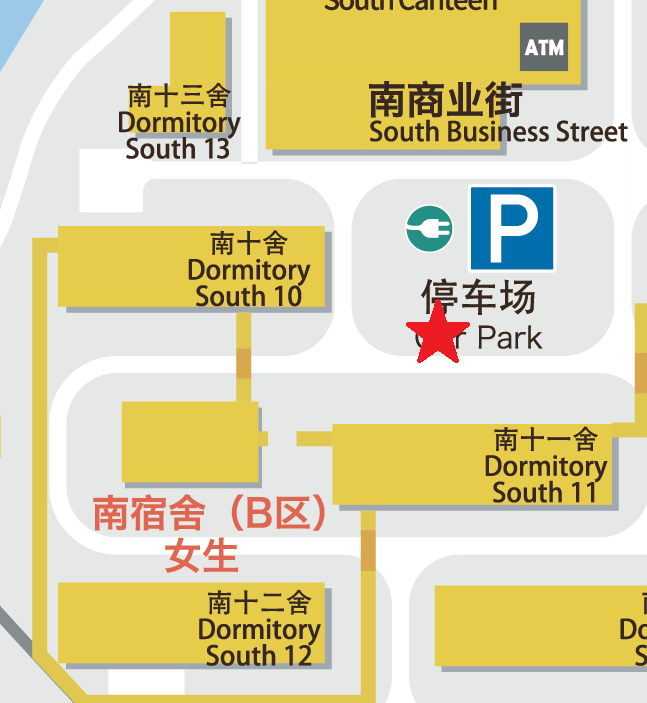 South Canteen
ATM
南商业街
South Business Street
南十三舍
Dormitory
South 13
P
停车场
Park
南十舍
Dormitory
South 10
南十一舍
Dormitory
South 11
南宿舍（B区）
女生
南十二舍
Dormitory
South 12